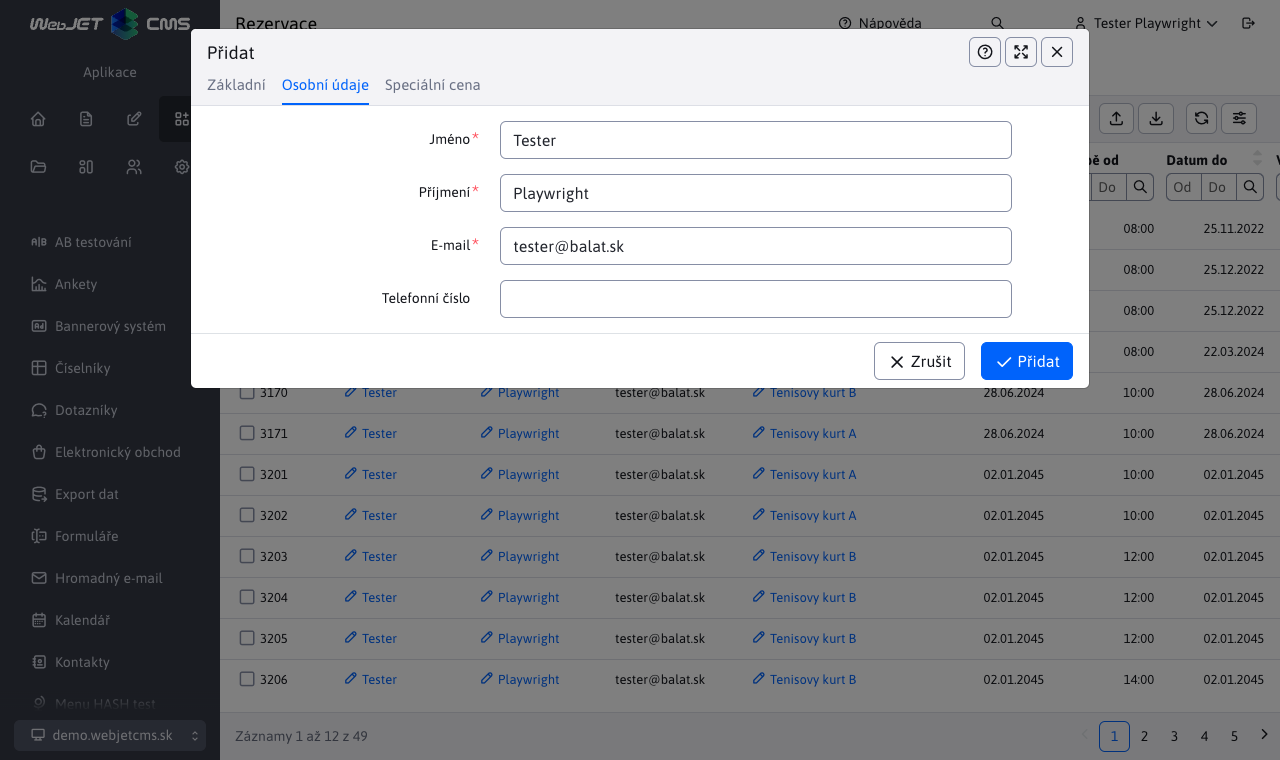 WebJET CMS
Rezervace
Nápověda
Tester Playwright
Aplikace
Přidat
Základní
Osobní údaje
Speciální cena
Jméno*
Tester
Příjmení*
Playwright
E-mail*
tester@balat.sk
Telefonní číslo
Zrušit
Přidat
ě od
Datum do
Do
Od
Do
08:00 25.11.2022
08:00 25.12.2022
08:00 25.12.2022
08:00 22.03.2024
3170 Tester Playwright tester@balat.sk Tenisovy kurt B 28.06.2024 10:00 28.06.2024
3171 Tester Playwright tester@balat.sk Tenisovy kurt A 28.06.2024 10:00 28.06.2024
3201 Tester Playwright tester@balat.sk Tenisovy kurt A 02.01.2045 10:00 02.01.2045
3202 Tester Playwright tester@balat.sk Tenisovy kurt A 02.01.2045 10:00 02.01.2045
3203 Tester Playwright tester@balat.sk Tenisovy kurt B 02.01.2045 12:00 02.01.2045
3204 Tester Playwright tester@balat.sk Tenisovy kurt B 02.01.2045 12:00 02.01.2045
3205 Tester Playwright tester@balat.sk Tenisovy kurt B 02.01.2045 12:00 02.01.2045
3206 Tester Playwright tester@balat.sk Tenisovy kurt B 02.01.2045 14:00 02.01.2045
AB testování
Ankety
Bannerový systém
Číselníky
Dotazníky
Elektronický obchod
Export dat
Formuláře
Hromadný e-mail
Kalendář
Kontakty
Menu HASH test
demo.webjetcms.sk
Záznamy 1 až 12 z 49
1 2 3 4 5